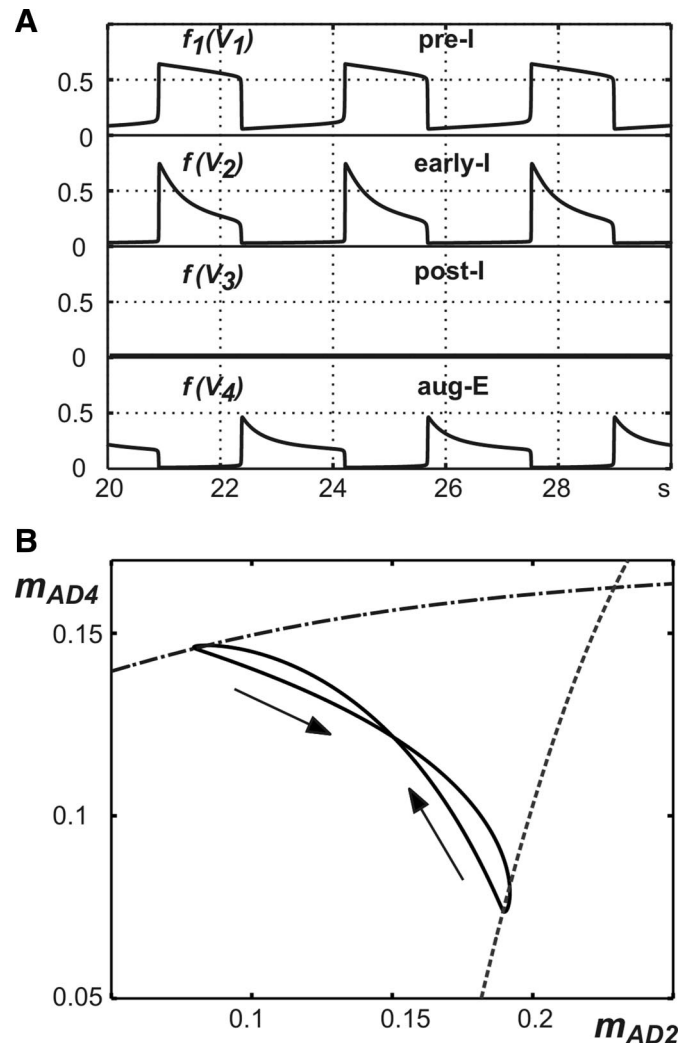 A
f1(V1) pre-I
0.5
0
f(V2) early-I
0.5
0
f(V3) post-I
0.5
0
f(V4) aug-E
0.5
0
20 22 24 26 28 s
B
mAD4
0.15
0.1
0.05
0.1 0.15 0.2 mAD2